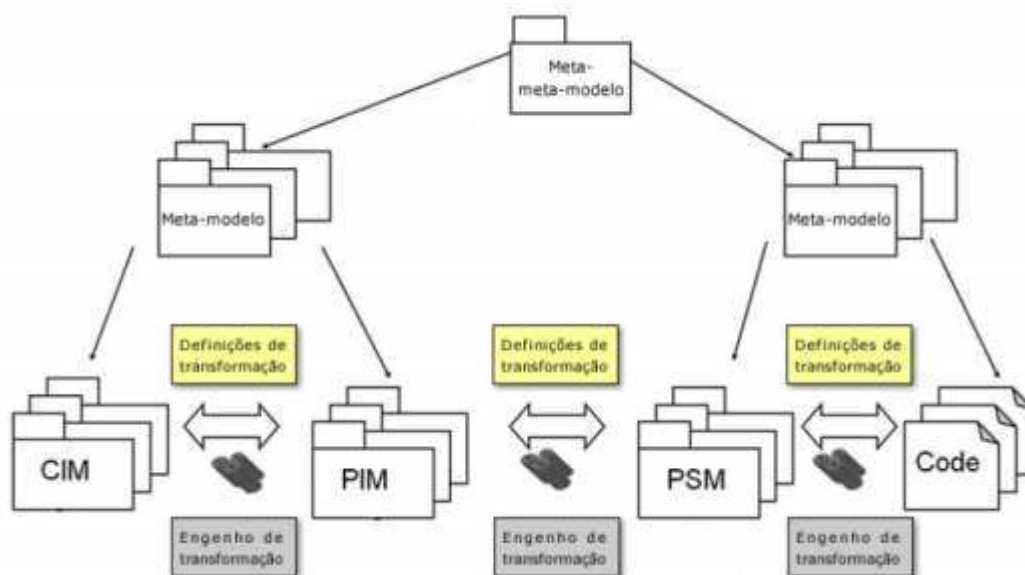 Meta-
meta-modelo
Meta-modelo
Meta-modelo
Definições de
transformação
Definições de
transformação
Definições de
transformação
CIM
PIM
PSM
Code
Engenho de
transformação
Engenho de
transformação
Engenho de
transformação